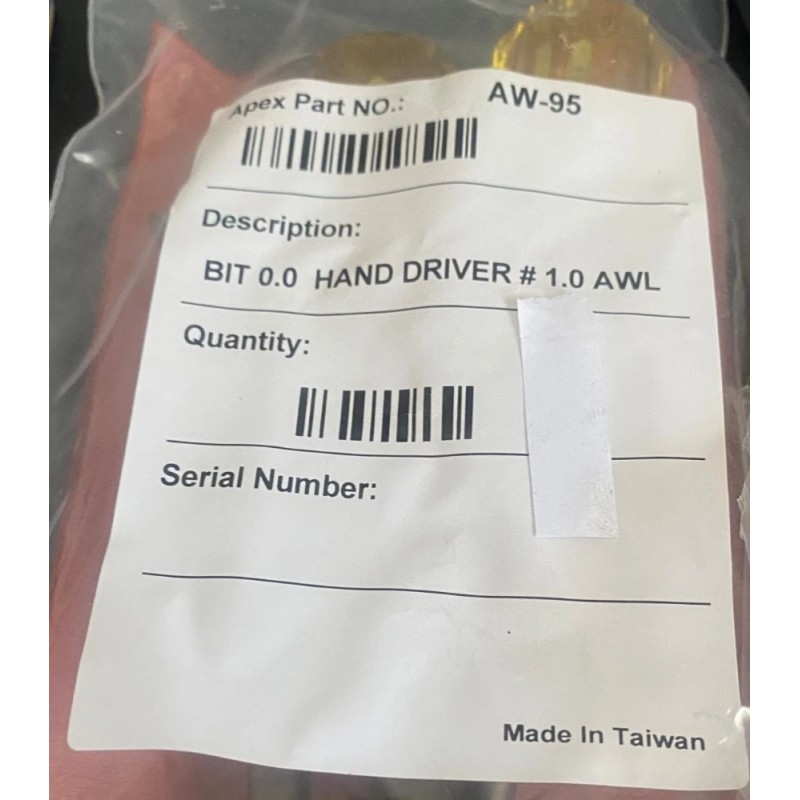 Apex Part NO.: AW-95
Description:
BIT 0.0 HAND DRIVER # 1.0 AWL
Quantity:
Serial Number:
Made In Taiwan